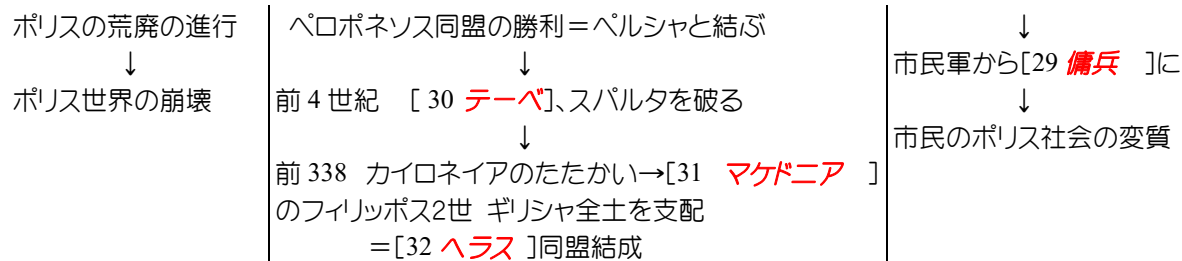 ポリスの荒廃の進行
↓
ポリス世界の崩壊
ペロポネソス同盟の勝利＝ペルシャと結ぶ
↓
前4世紀 [ 30 テーベ]、スパルタを破る
↓
前338 カイロネイアのたたかい→[31 マケドニア ]
のフィリッポス2世 ギリシャ全土を支配
＝[32 ヘラス ]同盟結成
↓
市民軍から[29 傭兵 ]に
↓
市民のポリス社会の変質